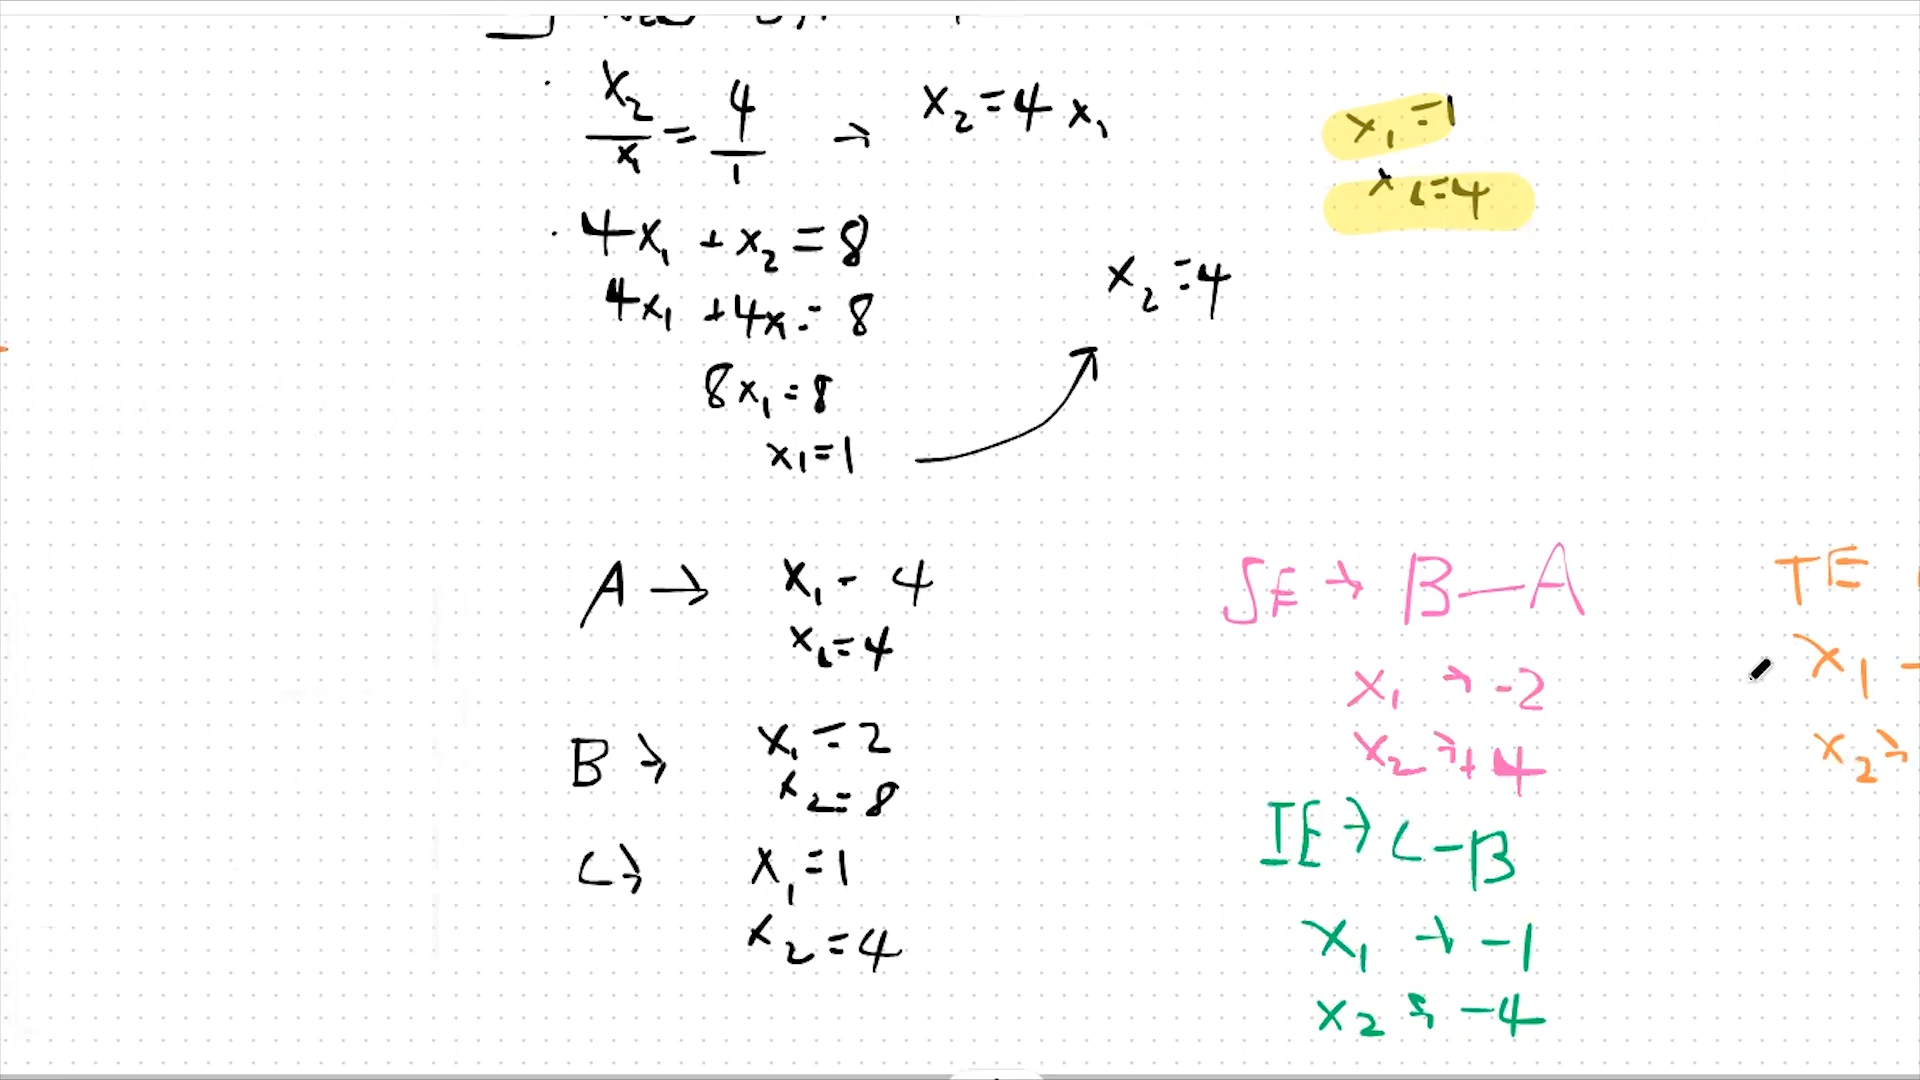 x₂/x₁ = 4/1 → x₂ = 4x₁
x₁ = 1
x₂ = 4
· 4x₁ + x₂ = 8
4x₁ + 4x₁ = 8
x₂ = 4
8x₁ = 8
x₁ = 1
A → x₁ = 4
x₂ = 4
B → x₁ = 2
x₂ = 8
C → x₁ = 1
x₂ = 4
SE → B - A
x₁ → -2
x₂ → +4
IE → C - B
x₁ → -1
x₂ → -4
TE
x₁ -
x₂ →